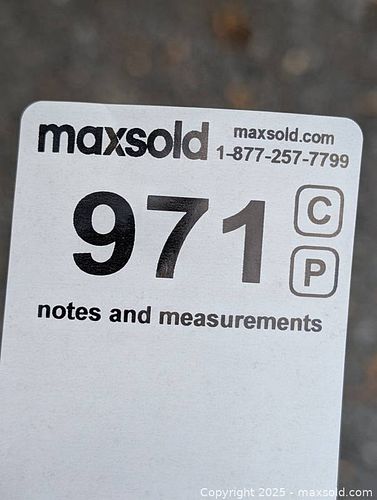 maxsold maxsold.com
1-877-257-7799
971 C
P
notes and measurements
Copyright 2025 - maxsold.com